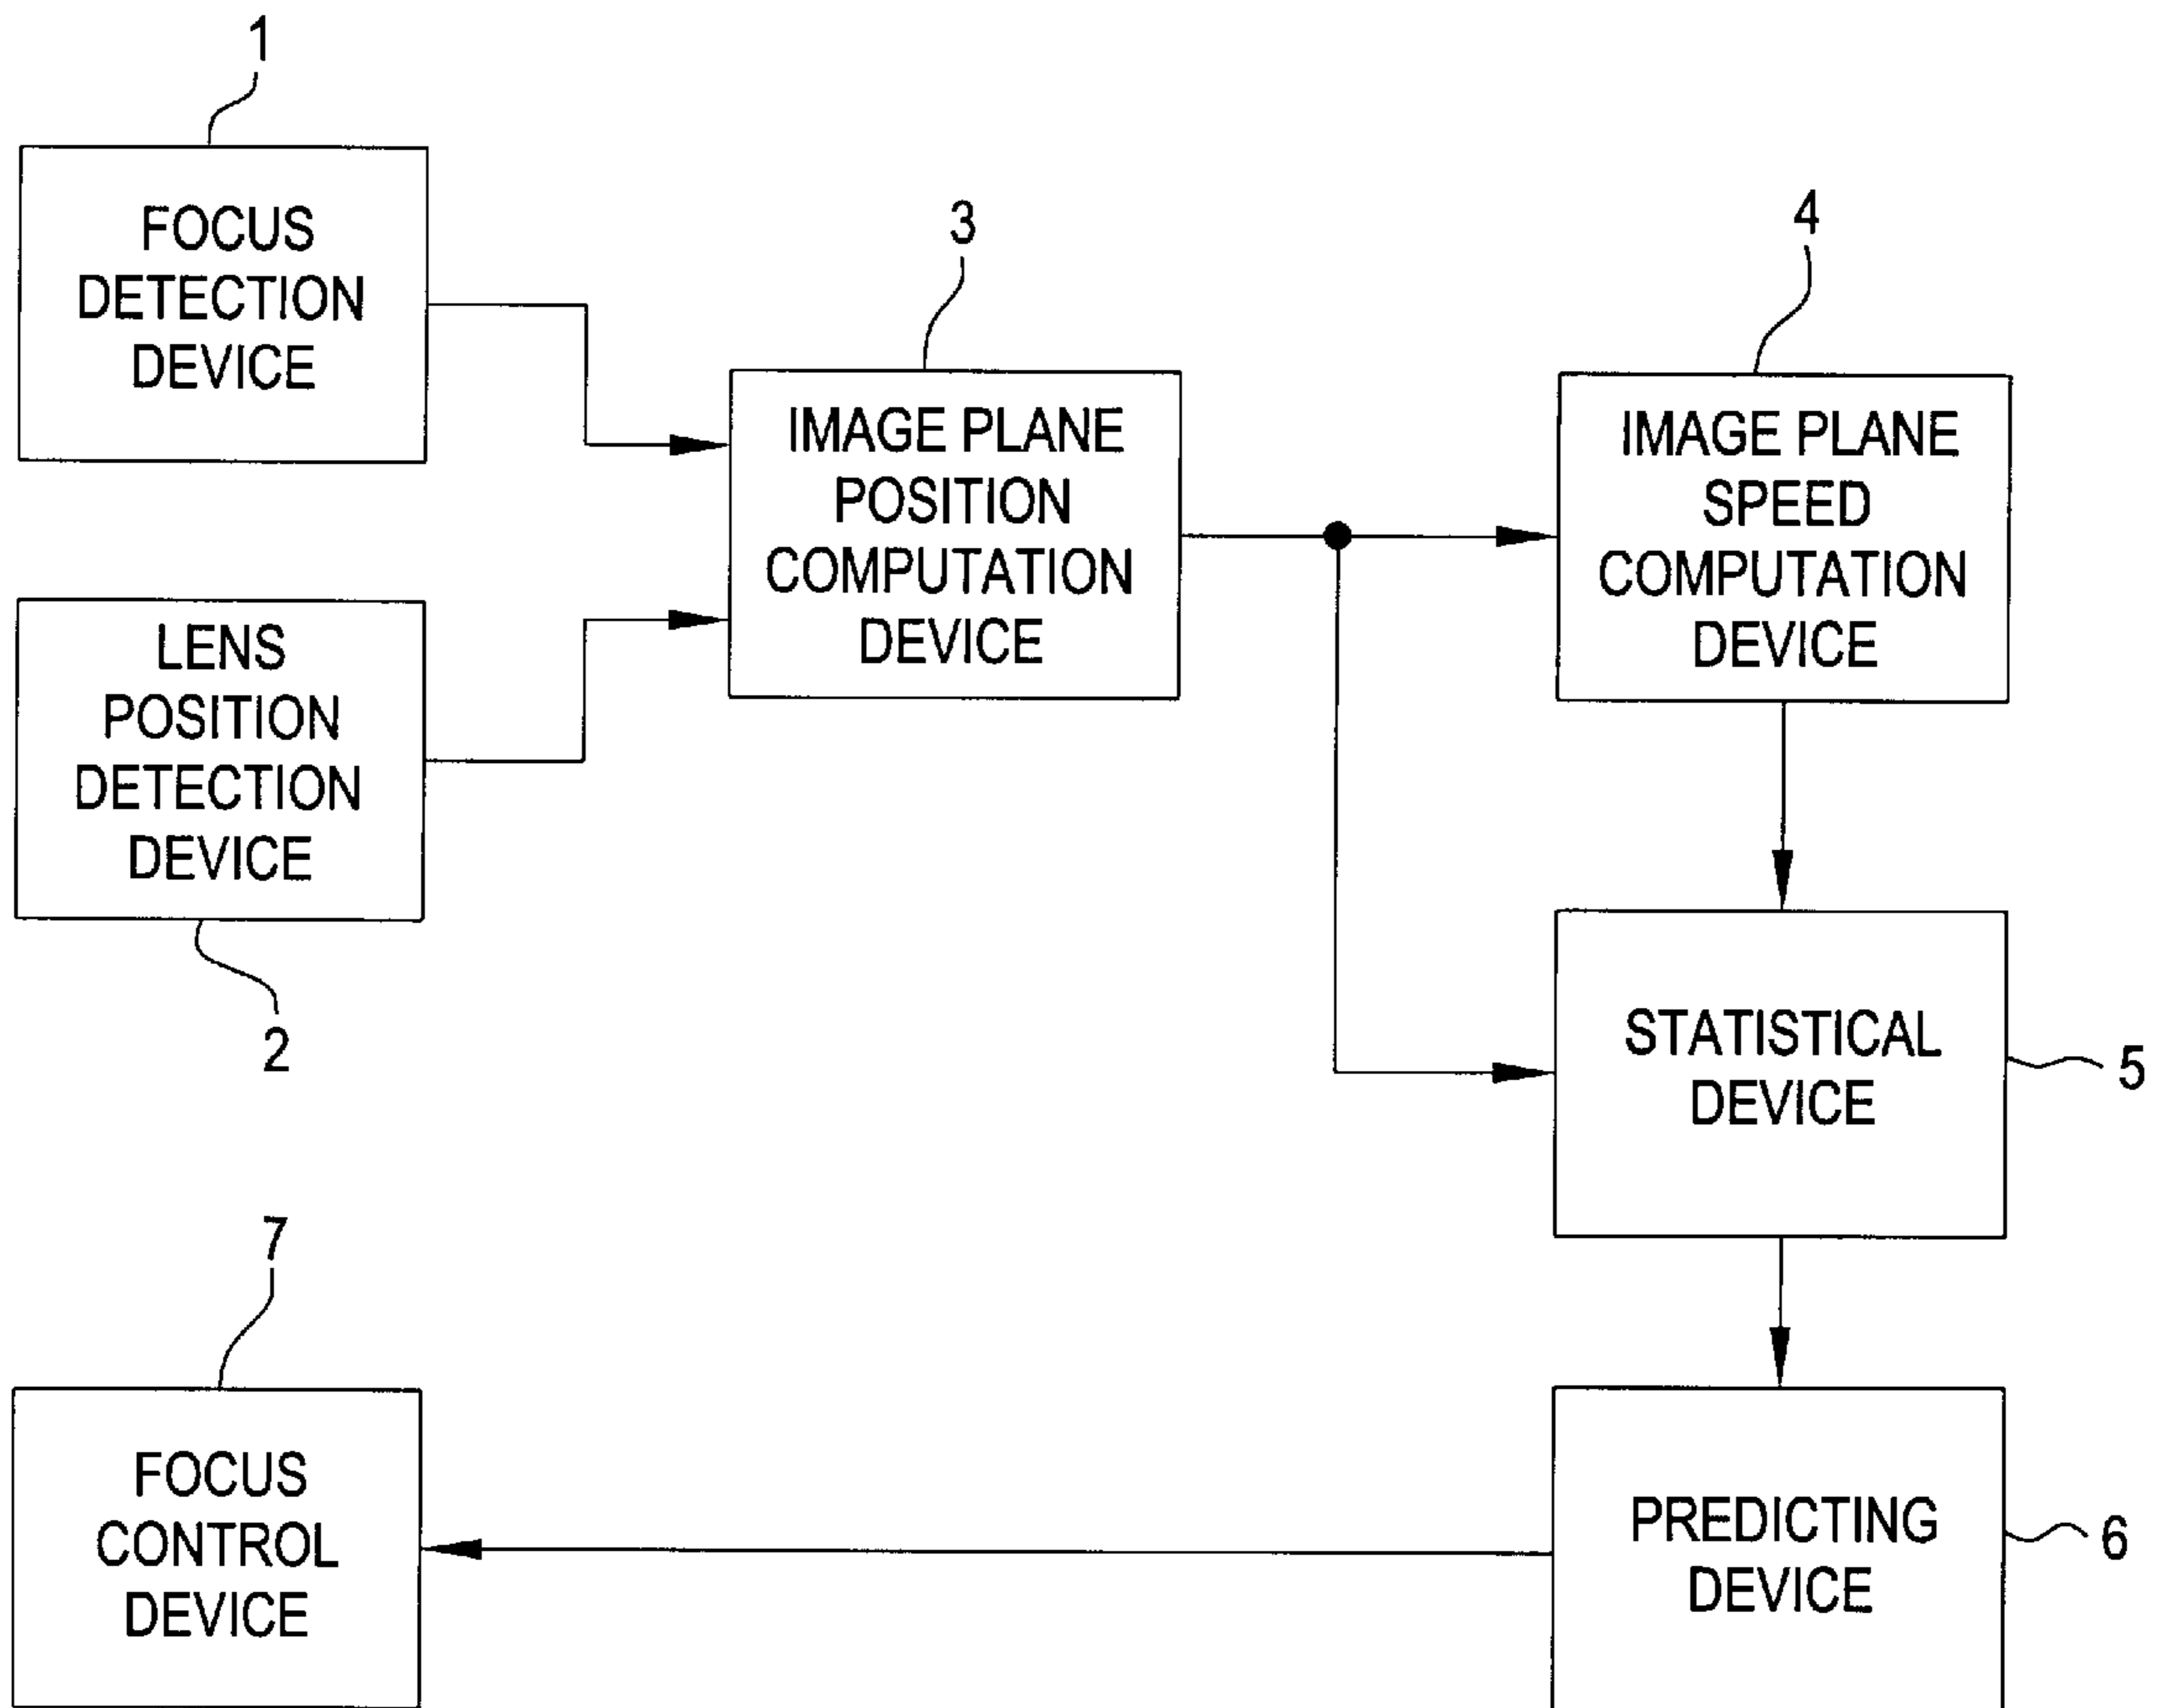 1
FOCUS
DETECTION
DEVICE
LENS
POSITION
DETECTION
DEVICE
2
3
IMAGE PLANE
POSITION
COMPUTATION
DEVICE
4
IMAGE PLANE
SPEED
COMPUTATION
DEVICE
STATISTICAL
DEVICE
5
PREDICTING
DEVICE
6
7
FOCUS
CONTROL
DEVICE